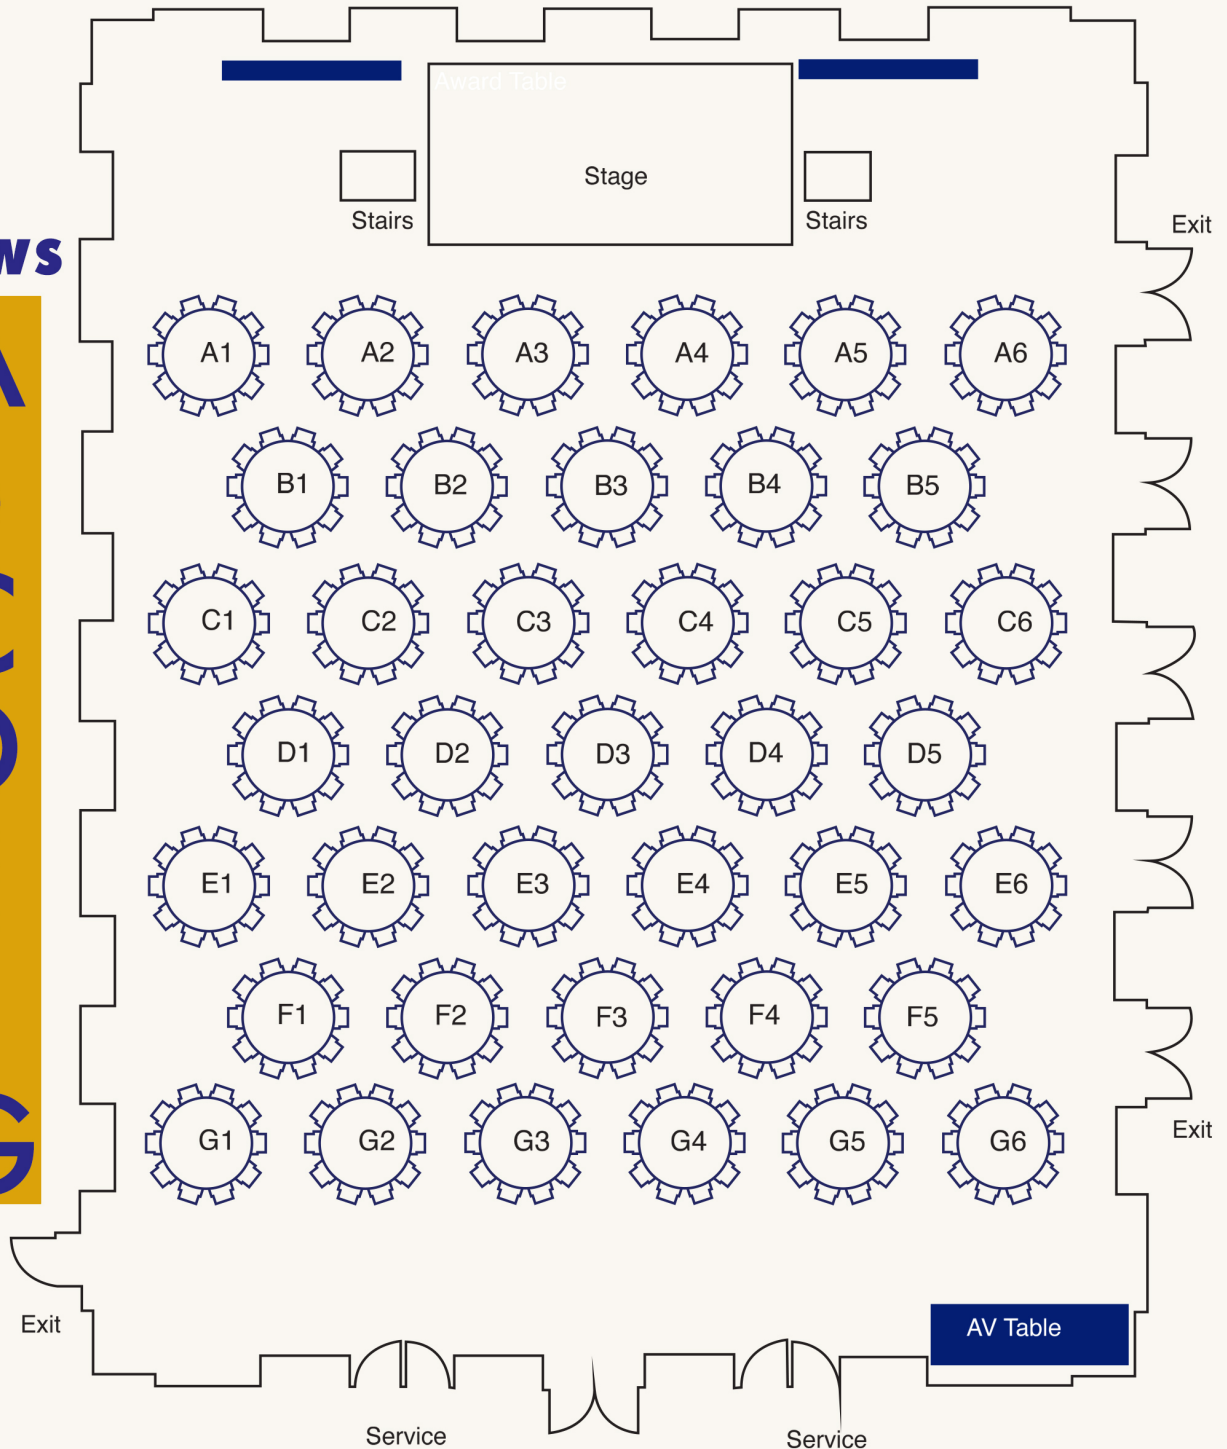 Award Table
Stage
Stairs
Stairs
Exit
ws
A
A1 A2 A3 A4 A5 A6
B1 B2 B3 B4 B5
C
C1 C2 C3 C4 C5 C6
D1 D2 D3 D4 D5
E1 E2 E3 E4 E5 E6
F1 F2 F3 F4 F5
G
G1 G2 G3 G4 G5 G6
Exit
Exit
AV Table
Service
Service